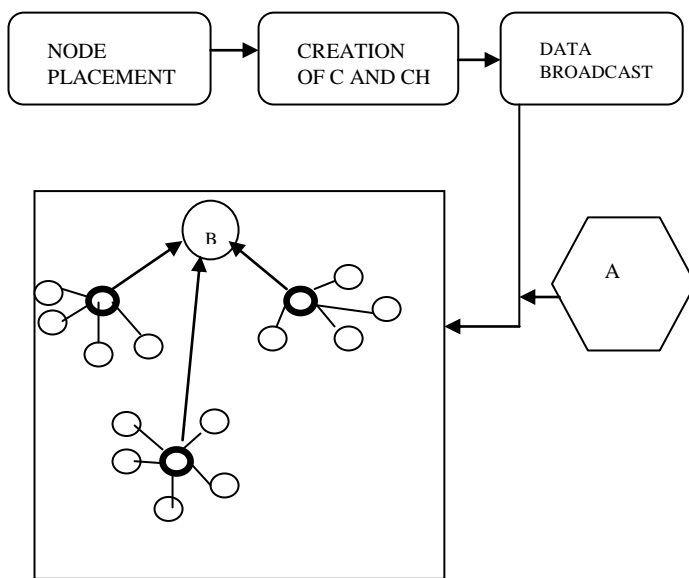 NODE
PLACEMENT
CREATION
OF C AND CH
DATA
BROADCAST
B
A